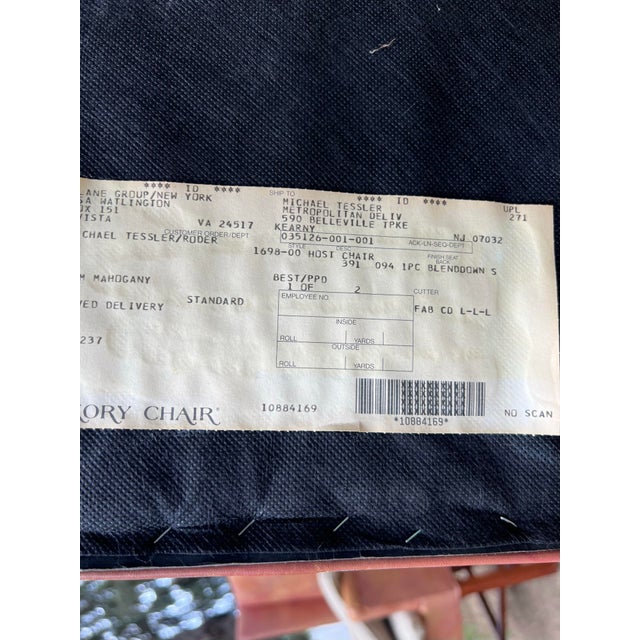 **** ID **** SHIP TO **** ID **** UPL
LANE GROUP/NEW YORK MICHAEL TESSLER 271
SA WATLINGTON METROPOLITAN DELIV
OX 151 590 BELLEVILLE TPKE
VISTA VA 24517 KEARNY NJ 07032
CUSTOMER ORDER/DEPT 035126-001-001 ACK-LN-SEQ-DEPT
CHAEL TESSLER/RODER STYLE DESC FINISH SEAT BACK
1698-00 HOST CHAIR
391 094 1PC BLENDDOWN S
M MAHOGANY BEST/PPD
1 OF 2 CUTTER
VED DELIVERY STANDARD EMPLOYEE NO. FAB CD L-L-L
INSIDE
237 ROLL YARDS
OUTSIDE
ROLL YARDS
KORY CHAIR® 10884169 *10884169* NO SCAN